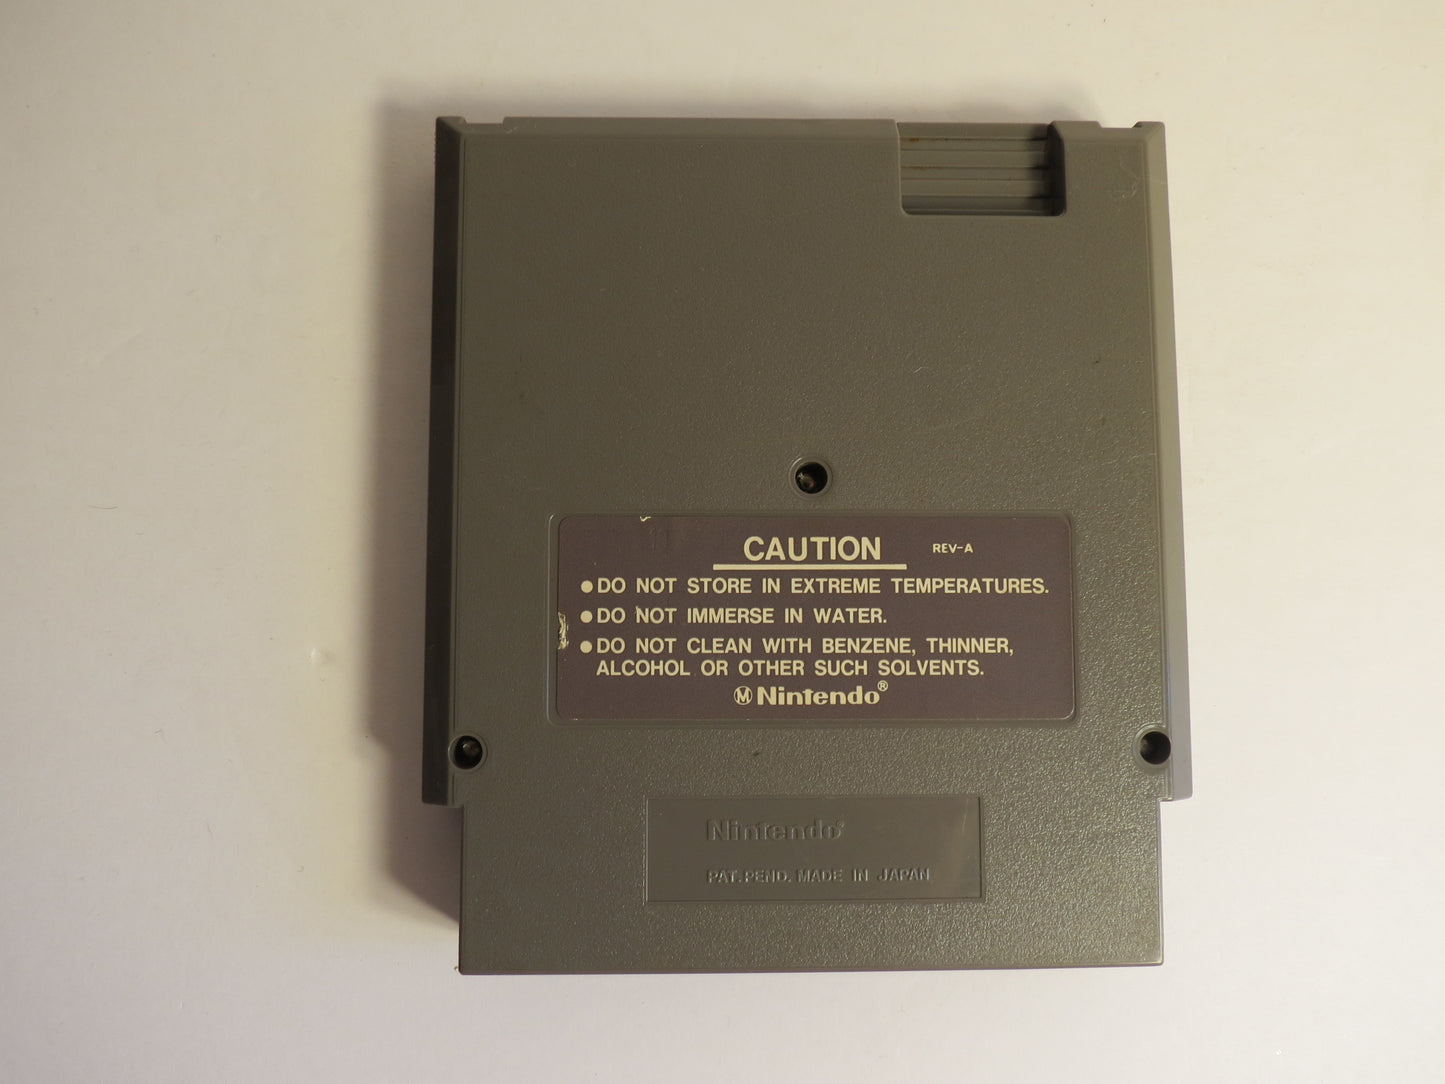 CAUTION REV-A
●DO NOT STORE IN EXTREME TEMPERATURES.
●DO NOT IMMERSE IN WATER.
●DO NOT CLEAN WITH BENZENE, THINNER,
ALCOHOL OR OTHER SUCH SOLVENTS.
Ⓜ Nintendo®
Nintendo®
PAT. PEND. MADE IN JAPAN